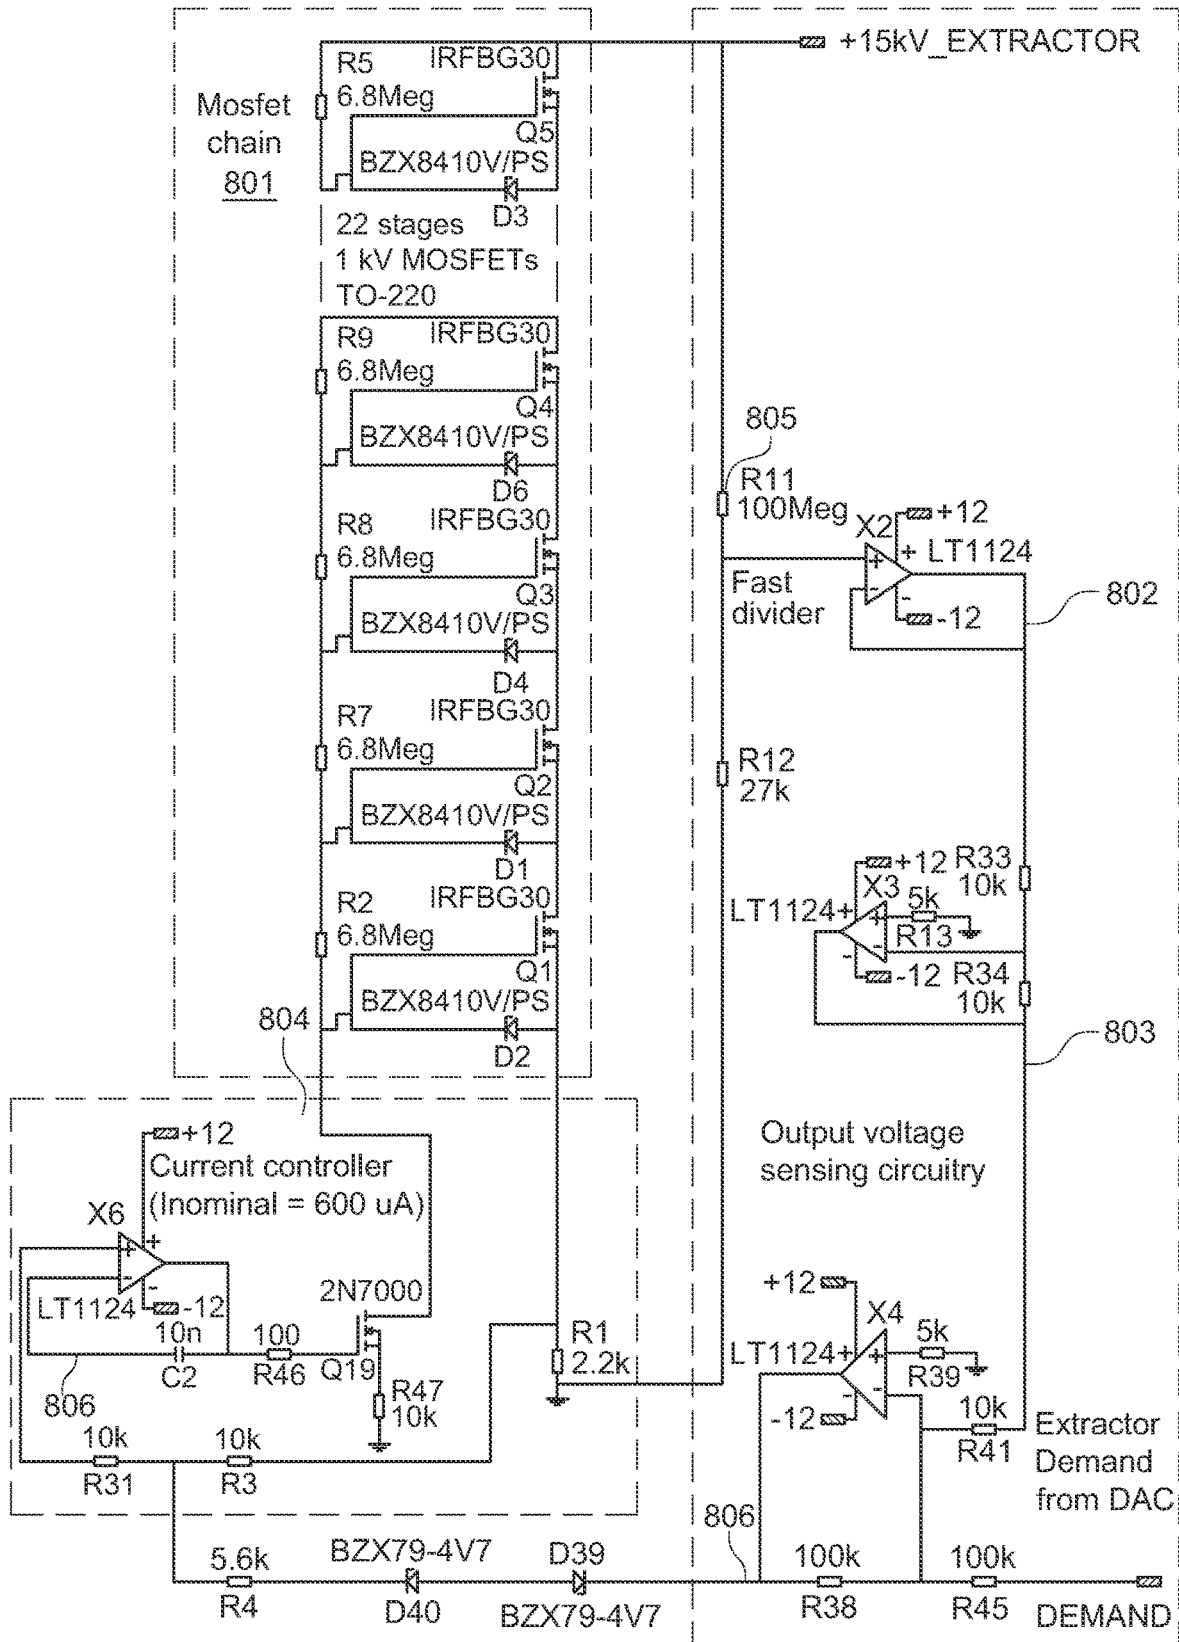 +15kV_EXTRACTOR
Mosfet
chain
801
R5
6.8Meg
IRFBG30
Q5
BZX8410V/PS
D3
22 stages
1 kV MOSFETs
TO-220
R9
6.8Meg
IRFBG30
Q4
BZX8410V/PS
D6
R8
6.8Meg
IRFBG30
Q3
BZX8410V/PS
D4
R7
6.8Meg
IRFBG30
Q2
BZX8410V/PS
D1
R2
6.8Meg
IRFBG30
Q1
BZX8410V/PS
D2
804
805
R11
100Meg
X2
+12
+
LT1124
+
-
-
-12
Fast
divider
802
R12
27k
+12
X3
LT1124
+
5k
+
-
R13
-
-12
R33
10k
R34
10k
803
Output voltage
sensing circuitry
+12
Current controller
(Inominal = 600 uA)
X6
+
+
-
-
LT1124
-12
10n
C2
806
100
R46
2N7000
Q19
R47
10k
R1
2.2k
10k
R31
10k
R3
+12
X4
LT1124
+
+
-
-
-12
5k
R39
10k
R41
Extractor
Demand
from DAC
806
5.6k
R4
BZX79-4V7
D40
D39
BZX79-4V7
100k
R38
100k
R45
DEMAND